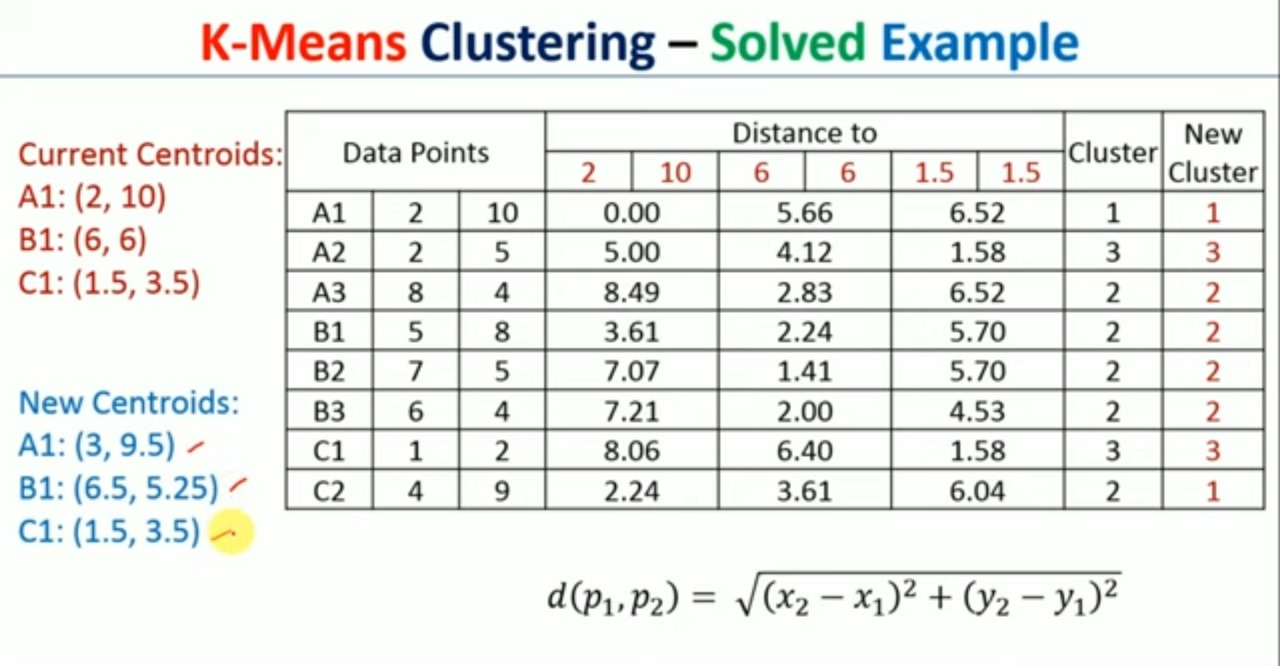 K-Means Clustering – Solved Example
Current Centroids:
A1: (2, 10)
B1: (6, 6)
C1: (1.5, 3.5)
New Centroids:
A1: (3, 9.5)
B1: (6.5, 5.25)
C1: (1.5, 3.5)
Data Points Distance to Cluster New Cluster
2 10 6 6 1.5 1.5
A1 2 10 0.00 5.66 6.52 1 1
A2 2 5 5.00 4.12 1.58 3 3
A3 8 4 8.49 2.83 6.52 2 2
B1 5 8 3.61 2.24 5.70 2 2
B2 7 5 7.07 1.41 5.70 2 2
B3 6 4 7.21 2.00 4.53 2 2
C1 1 2 8.06 6.40 1.58 3 3
C2 4 9 2.24 3.61 6.04 2 1
d(p₁, p₂) = √(x₂ − x₁)² + (y₂ − y₁)²